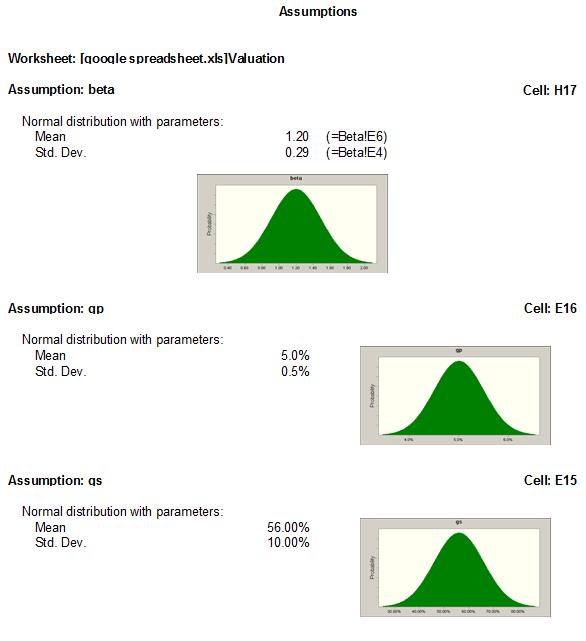 Assumptions
Worksheet: [google spreadsheet.xls]Valuation
Assumption: beta Cell: H17
Normal distribution with parameters:
Mean 1.20 (=Beta!E6)
Std. Dev. 0.29 (=Beta!E4)
beta
Probability
0.40 0.60 0.80 1.00 1.20 1.40 1.60 1.80 2.00
Assumption: gp Cell: E16
Normal distribution with parameters:
Mean 5.0%
Std. Dev. 0.5%
gp
Probability
4.0% 5.0% 6.0%
Assumption: gs Cell: E15
Normal distribution with parameters:
Mean 56.00%
Std. Dev. 10.00%
gs
Probability
30.00% 40.00% 50.00% 60.00% 70.00% 80.00%